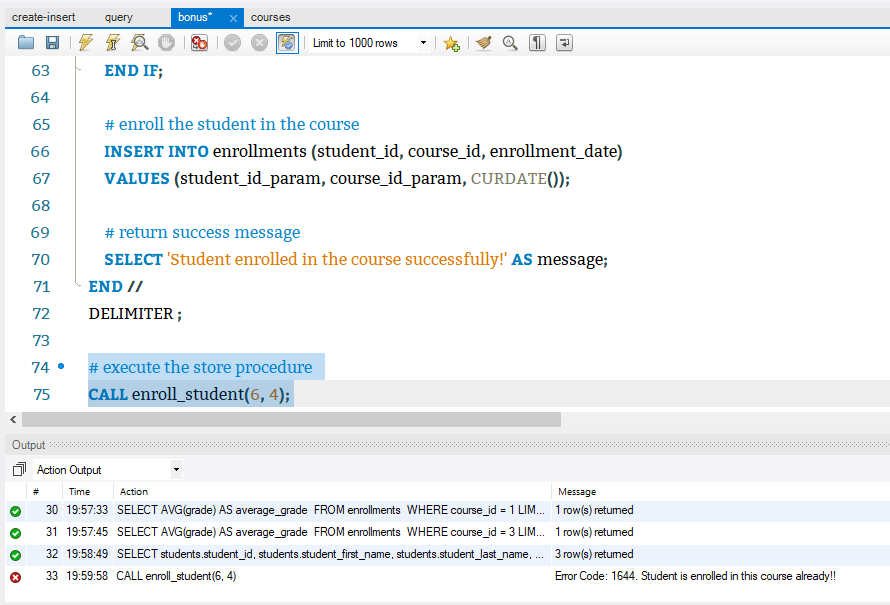 create-insert query bonus* courses
Limit to 1000 rows
63 END IF;
64
65 # enroll the student in the course
66 INSERT INTO enrollments (student_id, course_id, enrollment_date)
67 VALUES (student_id_param, course_id_param, CURDATE());
68
69 # return success message
70 SELECT 'Student enrolled in the course successfully!' AS message;
71 END //
72 DELIMITER ;
73
74 # execute the store procedure
75 CALL enroll_student(6, 4);
Output
Action Output
# Time Action Message
30 19:57:33 SELECT AVG(grade) AS average_grade FROM enrollments WHERE course_id = 1 LIM... 1 row(s) returned
31 19:57:45 SELECT AVG(grade) AS average_grade FROM enrollments WHERE course_id = 3 LIM... 1 row(s) returned
32 19:58:49 SELECT students.student_id, students.student_first_name, students.student_last_name, ... 3 row(s) returned
33 19:59:58 CALL enroll_student(6, 4) Error Code: 1644. Student is enrolled in this course already!!